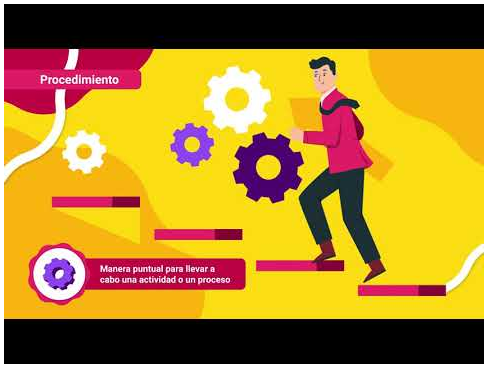 Procedimiento
Manera puntual para llevar a
cabo una actividad o un proceso